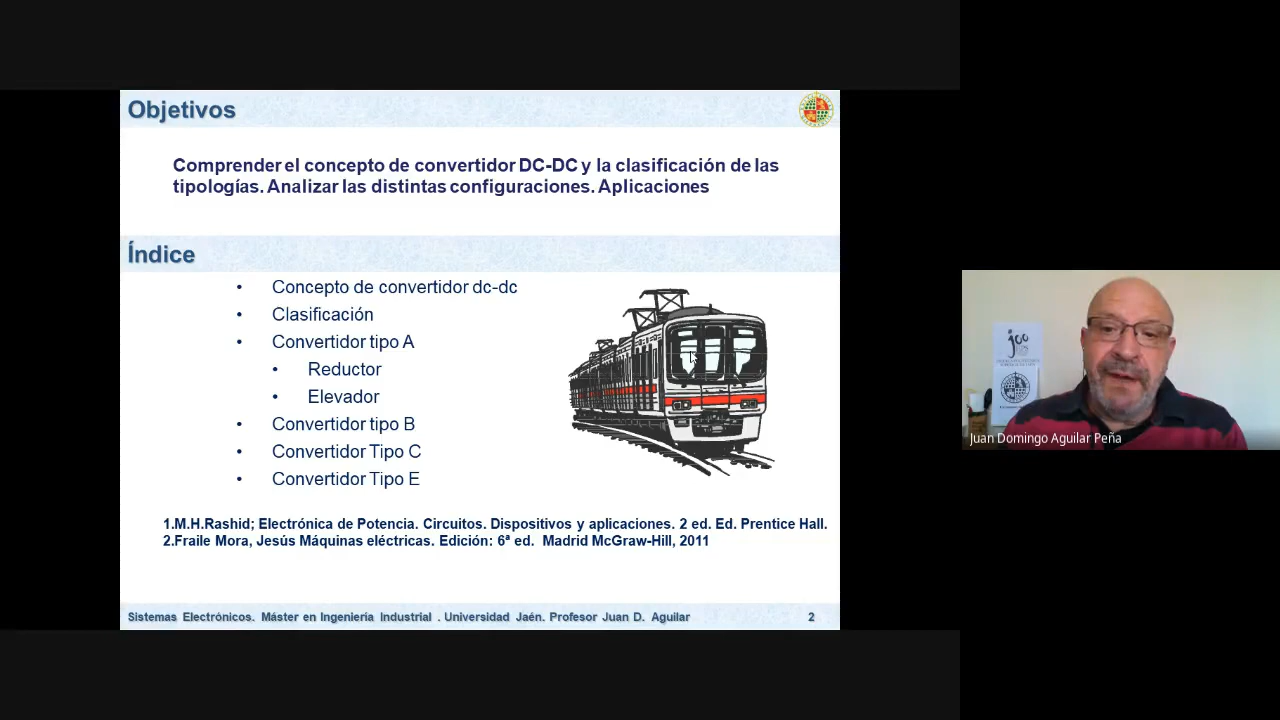 Objetivos
Comprender el concepto de convertidor DC-DC y la clasificación de las
tipologías. Analizar las distintas configuraciones. Aplicaciones
Índice
• Concepto de convertidor dc-dc
• Clasificación
• Convertidor tipo A
• Reductor
• Elevador
• Convertidor tipo B
• Convertidor Tipo C
• Convertidor Tipo E
1.M.H.Rashid; Electrónica de Potencia. Circuitos. Dispositivos y aplicaciones. 2 ed. Ed. Prentice Hall.
2.Fraile Mora, Jesús Máquinas eléctricas. Edición: 6ª ed. Madrid McGraw-Hill, 2011
Sistemas Electrónicos. Máster en Ingeniería Industrial . Universidad Jaén. Profesor Juan D. Aguilar 2
Juan Domingo Aguilar Peña